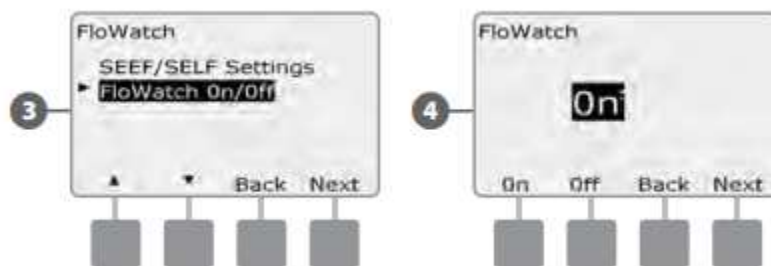 FloWatch
SEEF/SELF Settings
► FloWatch On/Off
3
▲ ▼ Back Next
FloWatch
On
4
On Off Back Next